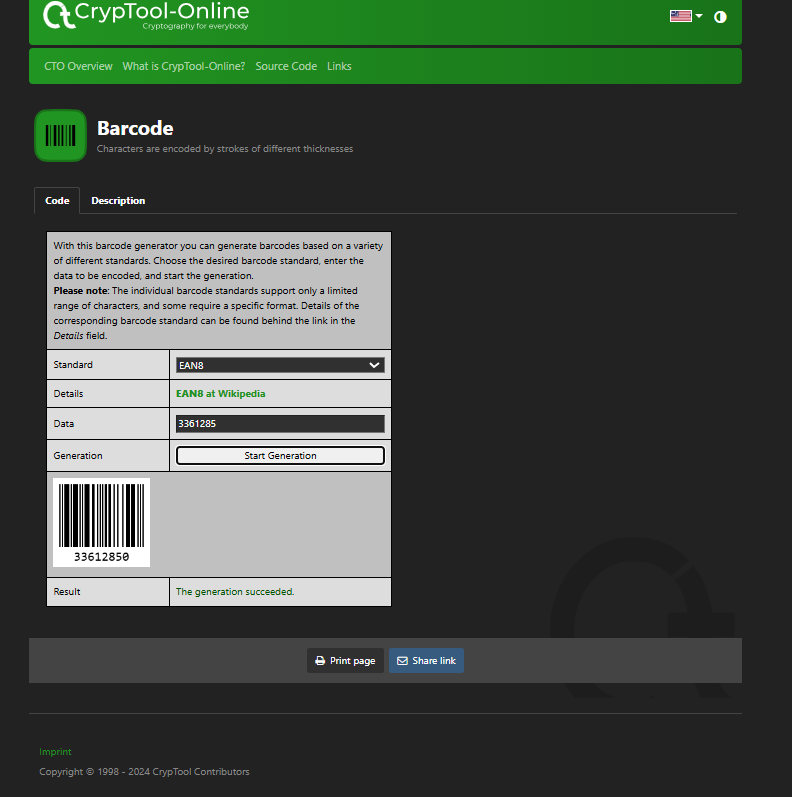 CrypTool-Online
Cryptography for everybody
CTO Overview What is CrypTool-Online? Source Code Links
Barcode
Characters are encoded by strokes of different thicknesses
Code Description
With this barcode generator you can generate barcodes based on a variety
of different standards. Choose the desired barcode standard, enter the
data to be encoded, and start the generation.
Please note: The individual barcode standards support only a limited
range of characters, and some require a specific format. Details of the
corresponding barcode standard can be found behind the link in the
Details field.
Standard EAN8
Details EAN8 at Wikipedia
Data 3361285
Generation Start Generation
33612850
Result The generation succeeded.
Print page Share link
Imprint
Copyright © 1998 - 2024 CrypTool Contributors